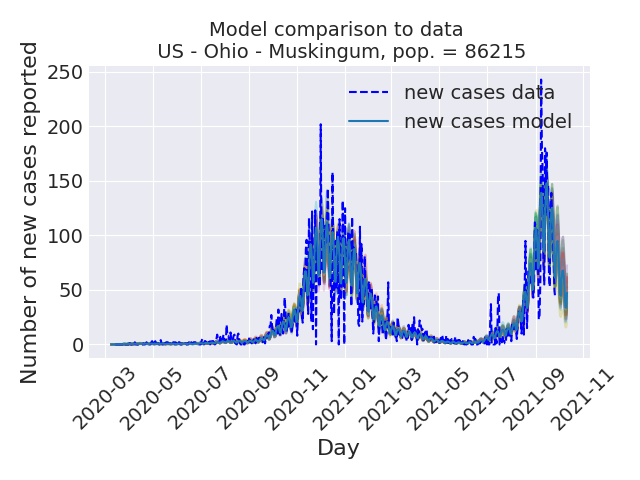 Model comparison to data
US - Ohio - Muskingum, pop. = 86215
Number of new cases reported
250
200
150
100
50
0
new cases data
new cases model
2020-03
2020-05
2020-07
2020-09
2020-11
2021-01
2021-03
2021-05
2021-07
2021-09
2021-11
Day